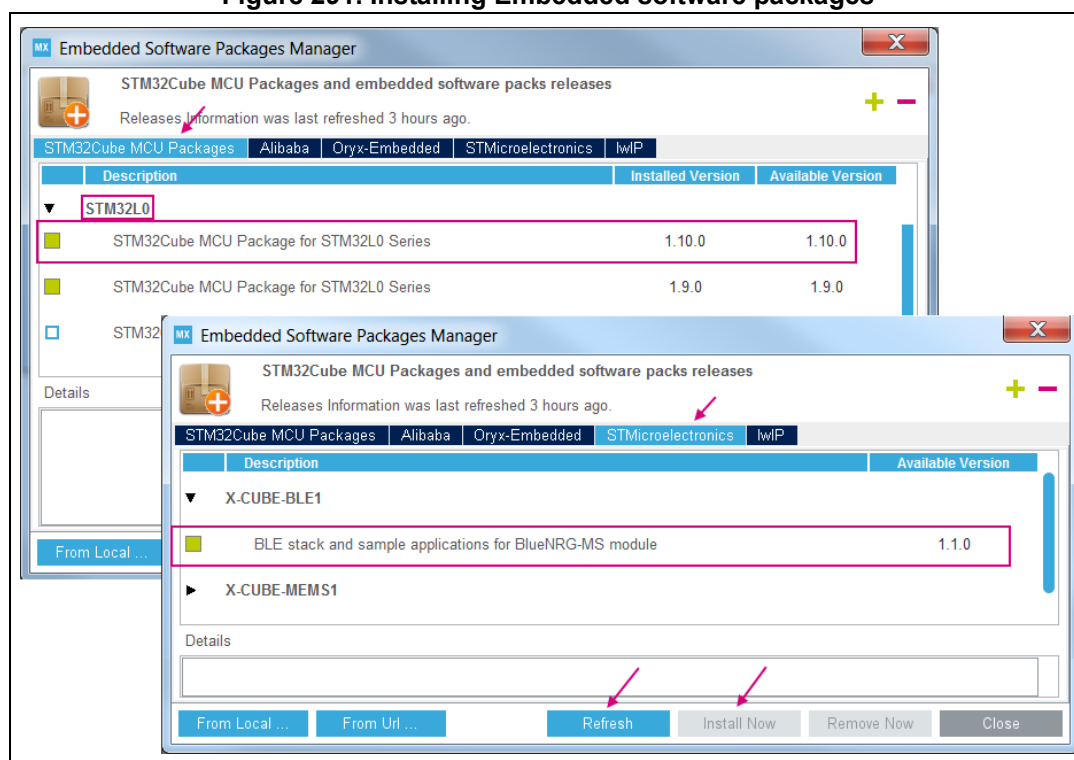 MX Embedded Software Packages Manager
X
STM32Cube MCU Packages and embedded software packs releases
+ −
Releases Information was last refreshed 3 hours ago.
STM32Cube MCU Packages Alibaba Oryx-Embedded STMicroelectronics lwIP
Description Installed Version Available Version
STM32L0
STM32Cube MCU Package for STM32L0 Series 1.10.0 1.10.0
STM32Cube MCU Package for STM32L0 Series 1.9.0 1.9.0
STM32
Details
From Local ...
MX Embedded Software Packages Manager
X
STM32Cube MCU Packages and embedded software packs releases
+ −
Releases Information was last refreshed 3 hours ago.
STM32Cube MCU Packages Alibaba Oryx-Embedded STMicroelectronics lwIP
Description Available Version
X-CUBE-BLE1
BLE stack and sample applications for BlueNRG-MS module 1.1.0
X-CUBE-MEMS1
Details
From Local ... From Url ... Refresh Install Now Remove Now Close